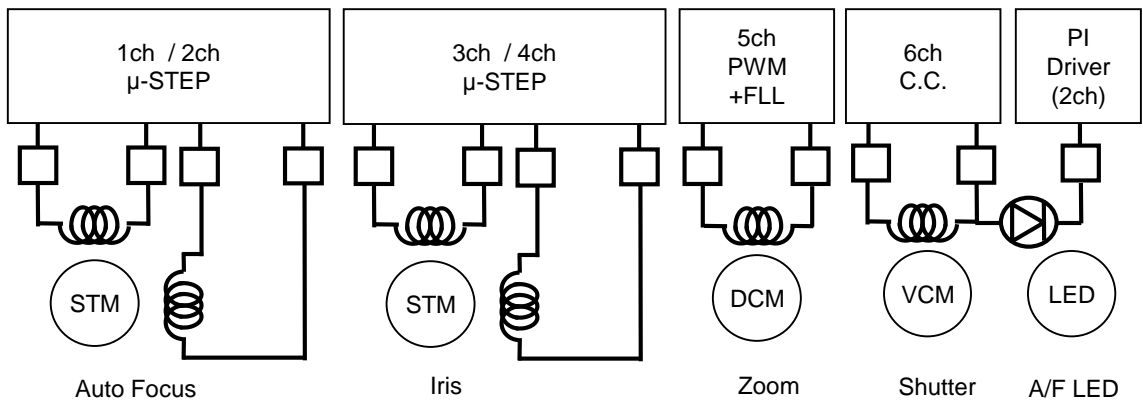 1ch / 2ch
µ-STEP
3ch / 4ch
µ-STEP
5ch
PWM
+FLL
6ch
C.C.
PI
Driver
(2ch)
STM
STM
DCM
VCM
LED
Auto Focus
Iris
Zoom
Shutter
A/F LED